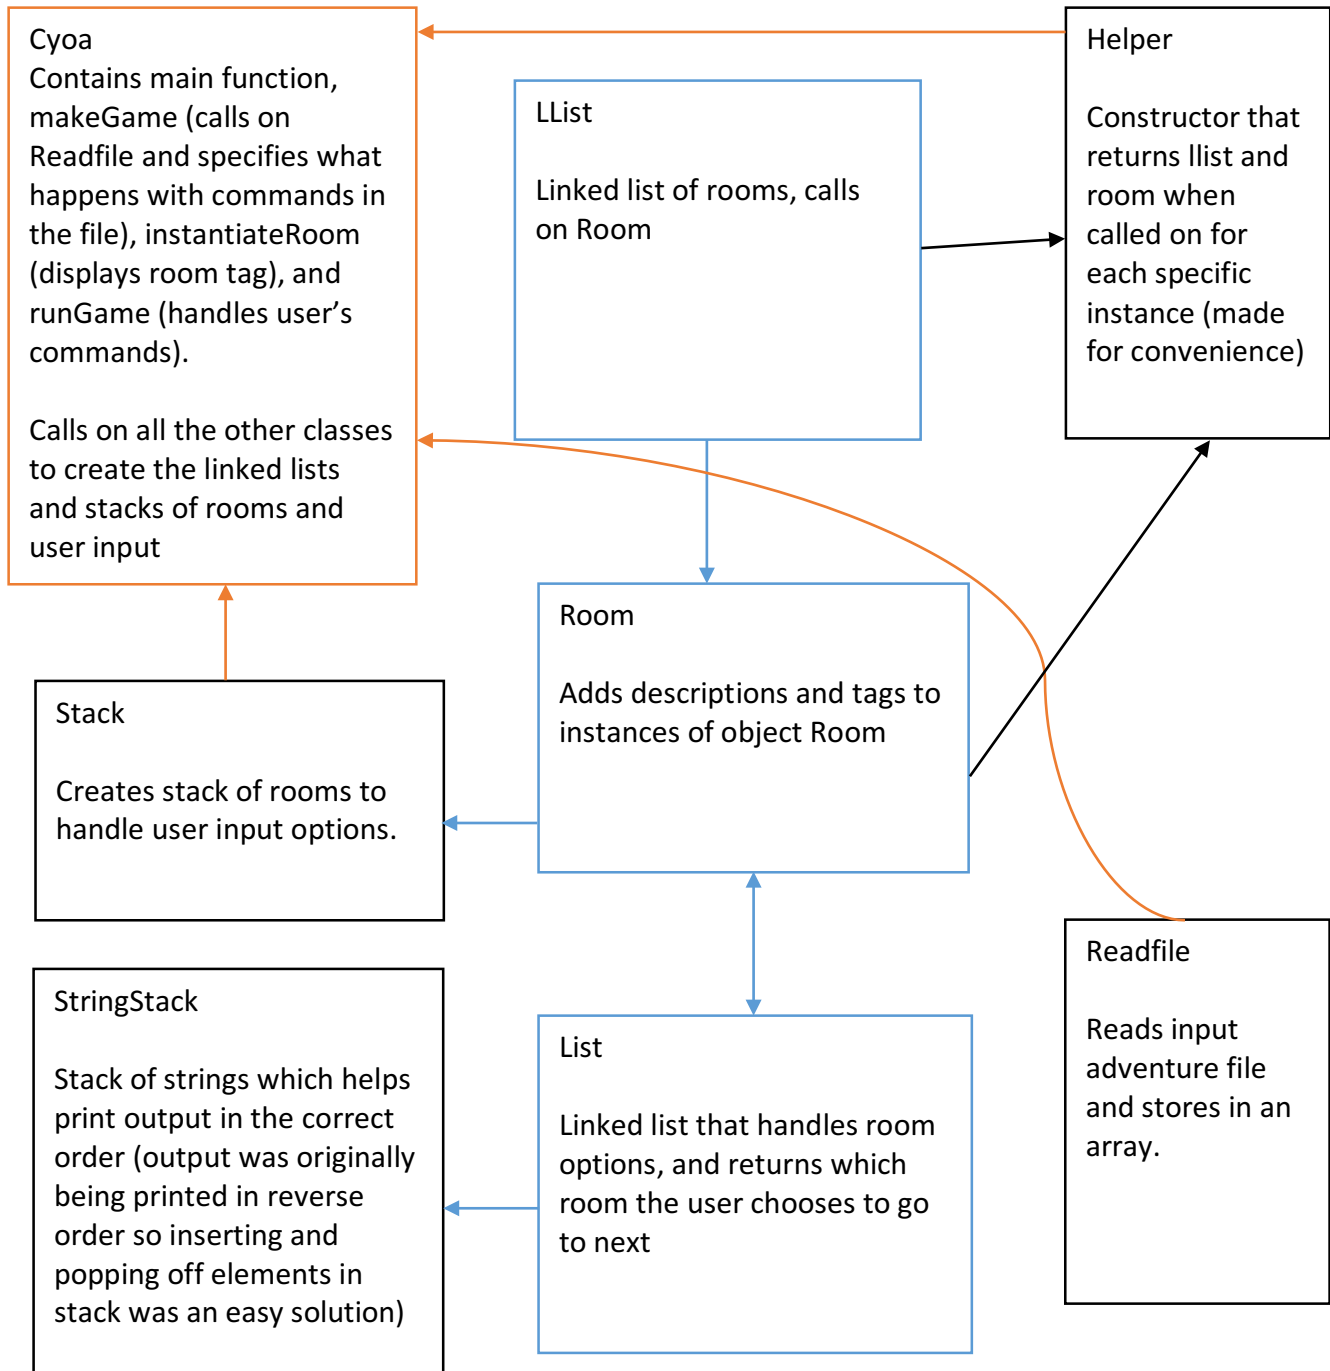 Cyoa
Contains main function,
makeGame (calls on
Readfile and specifies what
happens with commands in
the file), instantiateRoom
(displays room tag), and
runGame (handles user’s
commands).
Calls on all the other classes
to create the linked lists
and stacks of rooms and
user input
LList
Linked list of rooms, calls
on Room
Helper
Constructor that
returns llist and
room when
called on for
each specific
instance (made
for convenience)
Room
Adds descriptions and tags to
instances of object Room
Stack
Creates stack of rooms to
handle user input options.
StringStack
Stack of strings which helps
print output in the correct
order (output was originally
being printed in reverse
order so inserting and
popping off elements in
stack was an easy solution)
List
Linked list that handles room
options, and returns which
room the user chooses to go
to next
Readfile
Reads input
adventure file
and stores in an
array.